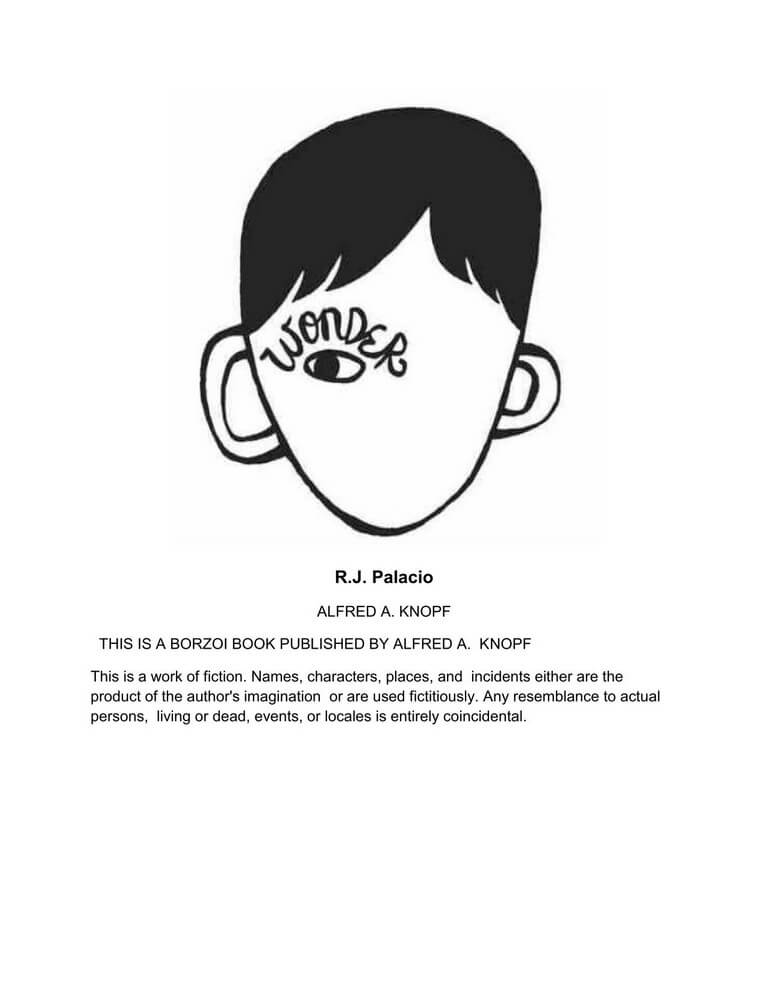 WONDER
R.J. Palacio
ALFRED A. KNOPF
THIS IS A BORZOI BOOK PUBLISHED BY ALFRED A.  KNOPF
This is a work of fiction. Names, characters, places, and  incidents either are the
product of the author's imagination  or are used fictitiously. Any resemblance to actual
persons,  living or dead, events, or locales is entirely coincidental.